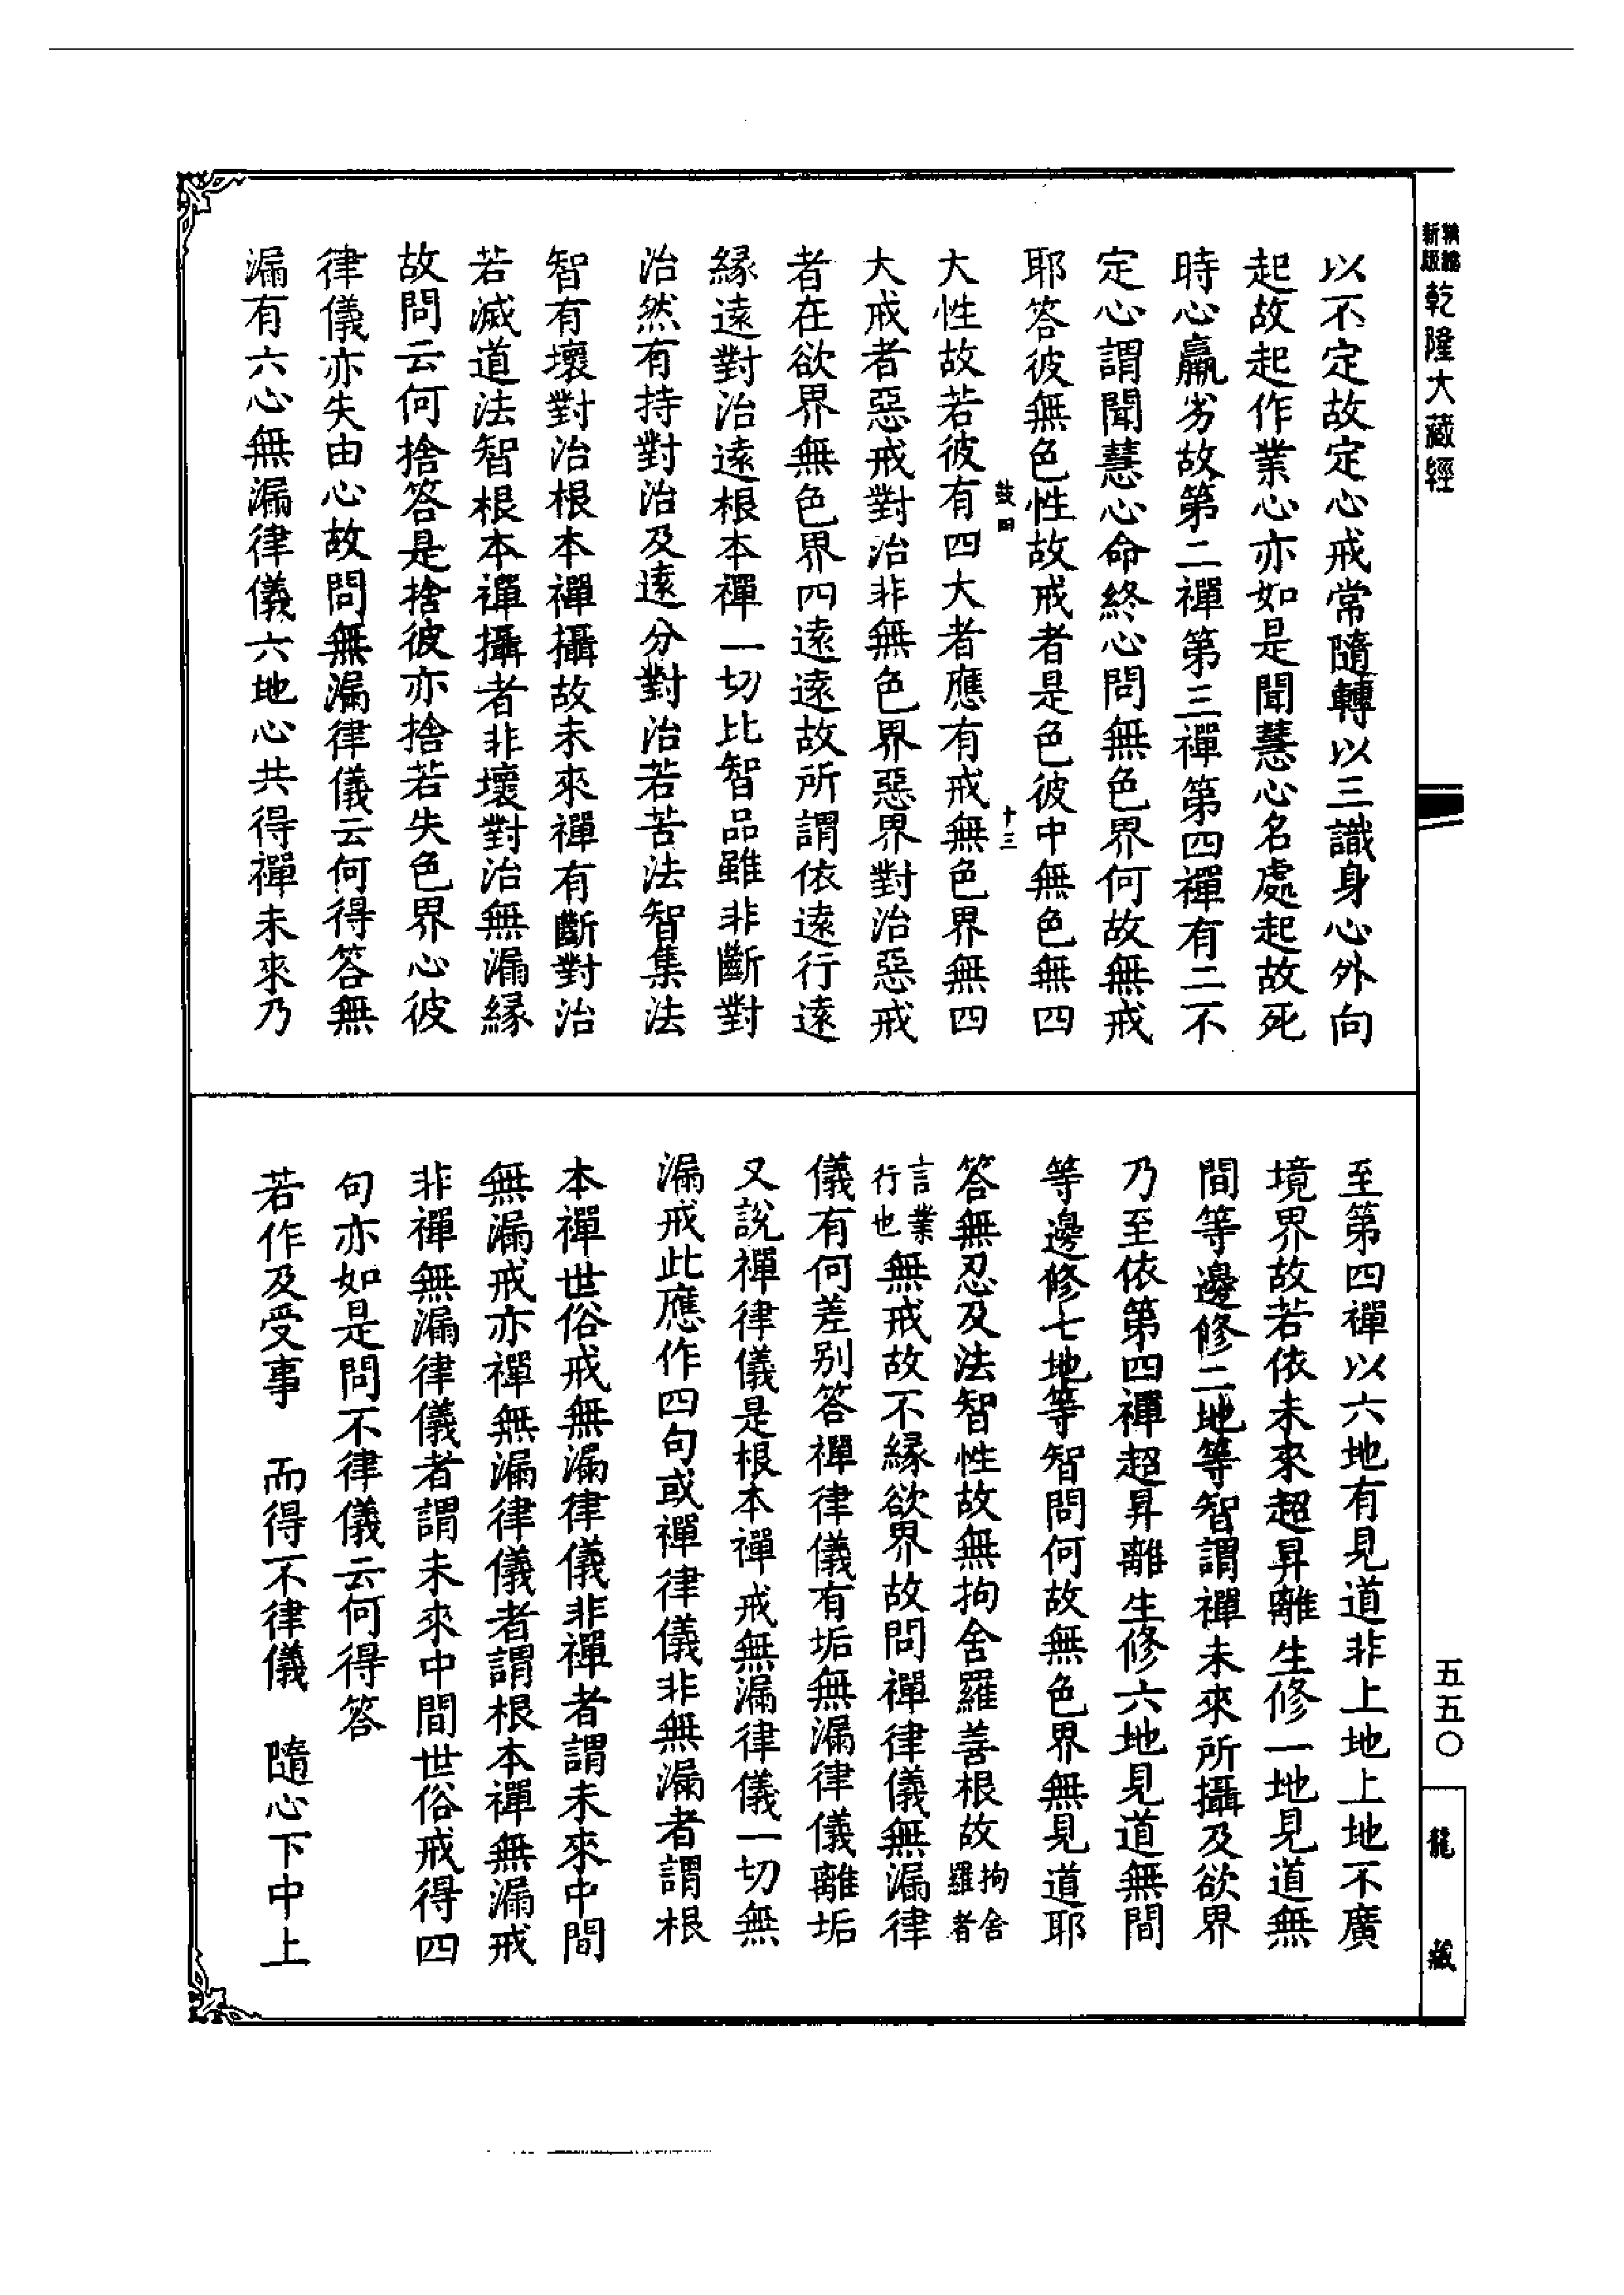 新編縮版 乾隆大藏經
以不定故定心戒常隨轉以三識身心外向
起故起作業心亦如是聞慧心名處起故死
時心羸劣故第二禪第三禪第四禪有二不
定心謂聞慧心命終心問無色界何故無戒
耶答彼無色性故戒者是色彼中無色無四
十三
大性故若彼有四大者應有戒無色界無四
大戒者惡戒對治非無色界惡界對治惡戒
者在欲界無色界四遠遠故所謂依遠行遠
緣遠對治遠根本禪一切比智品雖非斷對
治然有持對治及遠分對治若苦法智集法
智有壞對治根本禪攝故未來禪有斷對治
若滅道法智根本禪攝者非壞對治無漏緣
故問云何捨答是捨彼亦捨若失色界心彼
律儀亦失由心故問無漏律儀云何得答無
漏有六心無漏律儀六地心共得禪未來乃
至第四禪以六地有見道非上地上地不廣
境界故若依未來超昇離生修一地見道無
間等邊修二地等智謂禪未來所攝及欲界
乃至依第四禪超昇離生修六地見道無間
等邊修七地等智問何故無色界無見道耶
答無忍及法智性故無拘舍羅善根故拘舍羅者
言業行也無戒故不緣欲界故問禪律儀無漏律
儀有何差別答禪律儀有垢無漏律儀離垢
又說禪律儀是根本禪戒無漏律儀一切無
漏戒此應作四句或禪律儀非無漏者謂根
本禪世俗戒無漏律儀非禪者謂未來中間
無漏戒亦禪無漏律儀者謂根本禪無漏戒
非禪無漏律儀者謂未來中間世俗戒得四
句亦如是問不律儀云何得答
若作及受事 而得不律儀 隨心下中上
五五〇
龍藏